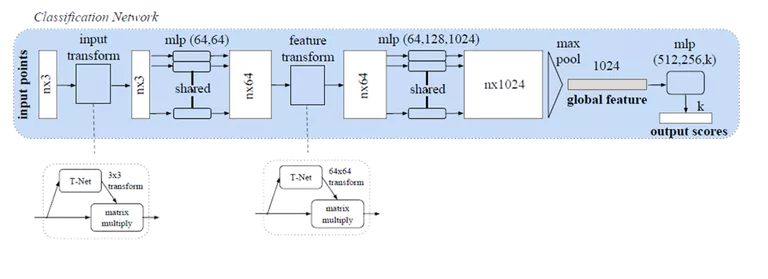 Classification Network
input points
nx3
input
transform
nx3
mlp (64,64)
shared
nx64
feature
transform
nx64
mlp (64,128,1024)
shared
nx1024
max
pool
1024
global feature
mlp
(512,256,k)
k
output scores
T-Net
3x3
transform
matrix
multiply
T-Net
64x64
transform
matrix
multiply